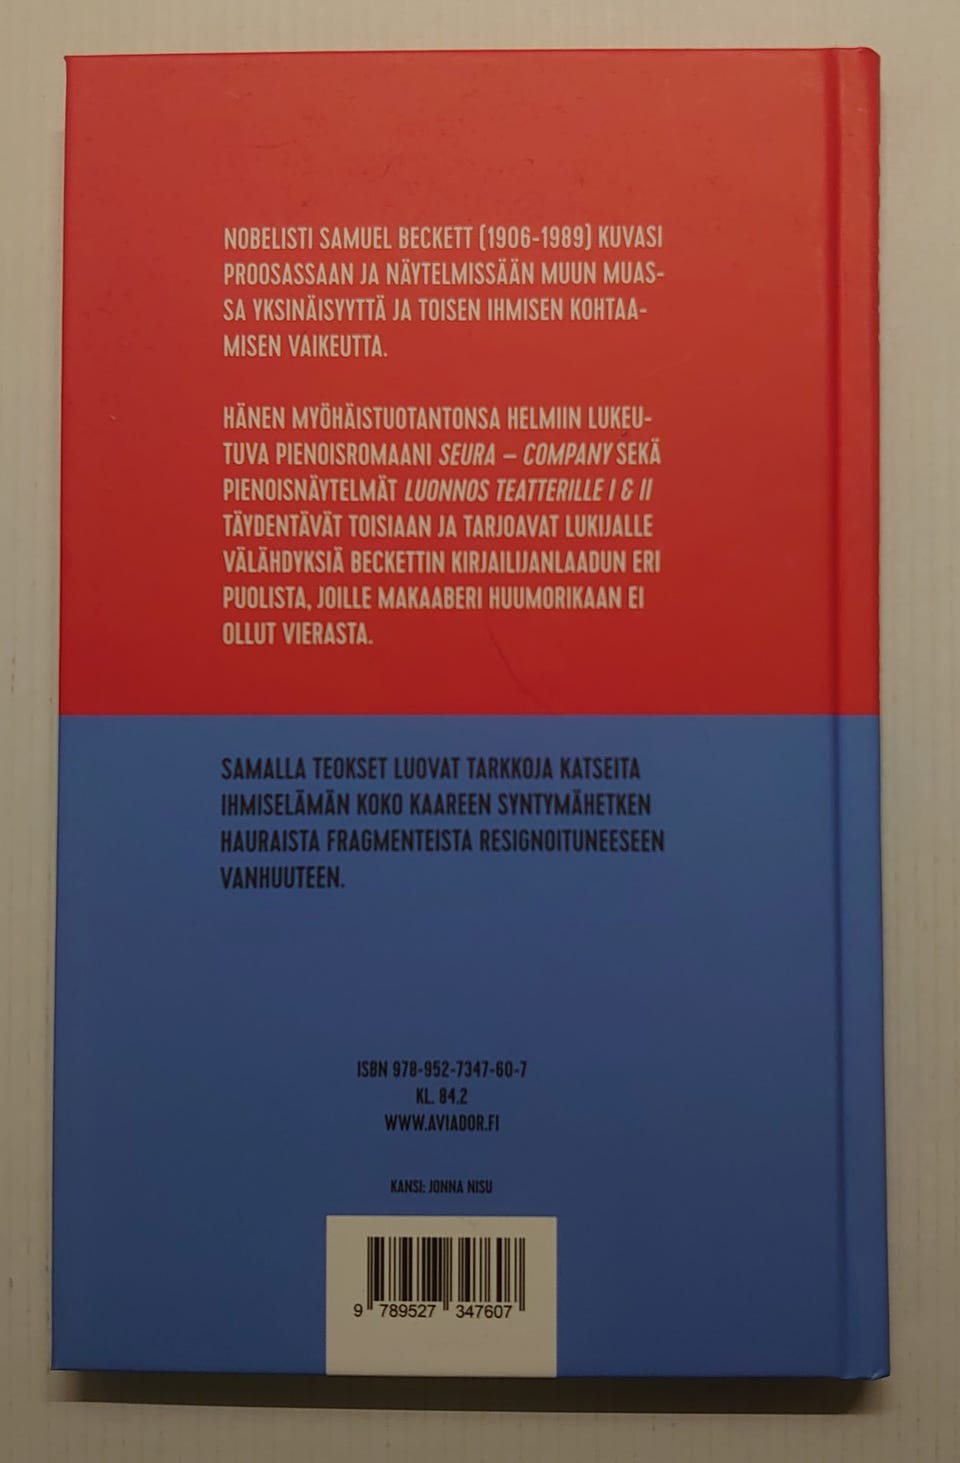 NOBELISTI SAMUEL BECKETT (1906-1989) KUVASI
PROOSASSAAN JA NÄYTELMISSÄÄN MUUN MUAS-
SA YKSINÄISYYTTÄ JA TOISEN IHMISEN KOHTAA-
MISEN VAIKEUTTA.
HÄNEN MYÖHÄISTUOTANTONSA HELMIIN LUKEU-
TUVA PIENOISROMAANI SEURA – COMPANY SEKÄ
PIENOISNÄYTELMÄT LUONNOS TEATTERILLE I & II
TÄYDENTÄVÄT TOISIAAN JA TARJOAVAT LUKIJALLE
VÄLÄHDYKSIÄ BECKETTIN KIRJAILIJANLAADUN ERI
PUOLISTA, JOILLE MAKAABERI HUUMORIKAAN EI
OLLUT VIERASTA.
SAMALLA TEOKSET LUOVAT TARKKOJA KATSEITA
IHMISELÄMÄN KOKO KAAREEN SYNTYMÄHETKEN
HAURAISTA FRAGMENTEISTA RESIGNOITUNEESEEN
VANHUUTEEN.
ISBN 978-952-7347-60-7
KL. 84.2
WWW.AVIADOR.FI
KANSI: JONNA NISU
9 789527 347607